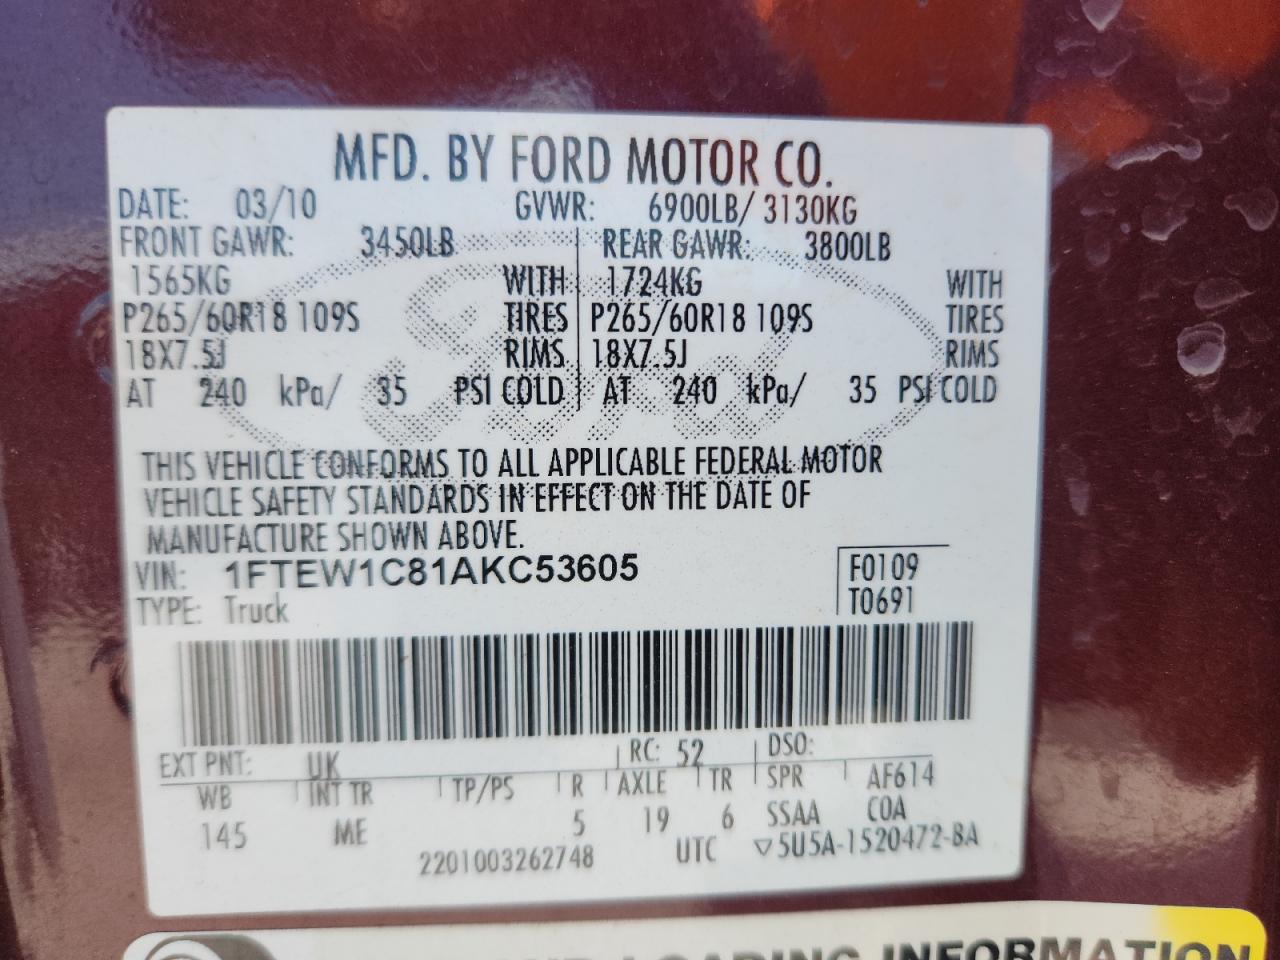 MFD. BY FORD MOTOR CO.
DATE: 03/10 GVWR: 6900LB/ 3130KG
FRONT GAWR: 3450LB REAR GAWR: 3800LB
1565KG WITH 1724KG WITH
P265/60R18 109S TIRES P265/60R18 109S TIRES
18X7.5J RIMS 18X7.5J RIMS
AT 240 kPa/ 35 PSI COLD AT 240 kPa/ 35 PSI COLD
THIS VEHICLE CONFORMS TO ALL APPLICABLE FEDERAL MOTOR
VEHICLE SAFETY STANDARDS IN EFFECT ON THE DATE OF
MANUFACTURE SHOWN ABOVE.
VIN: 1FTEW1C81AKC53605 F0109
TYPE: Truck T0691
EXT PNT: UK RC: 52 DSO:
WB INT TR TP/PS R AXLE TR SPR AF614
145 ME 5 19 6 SSAA COA
2201003262748 UTC ▽5U5A-1520472-BA
LOADING INFORMATION